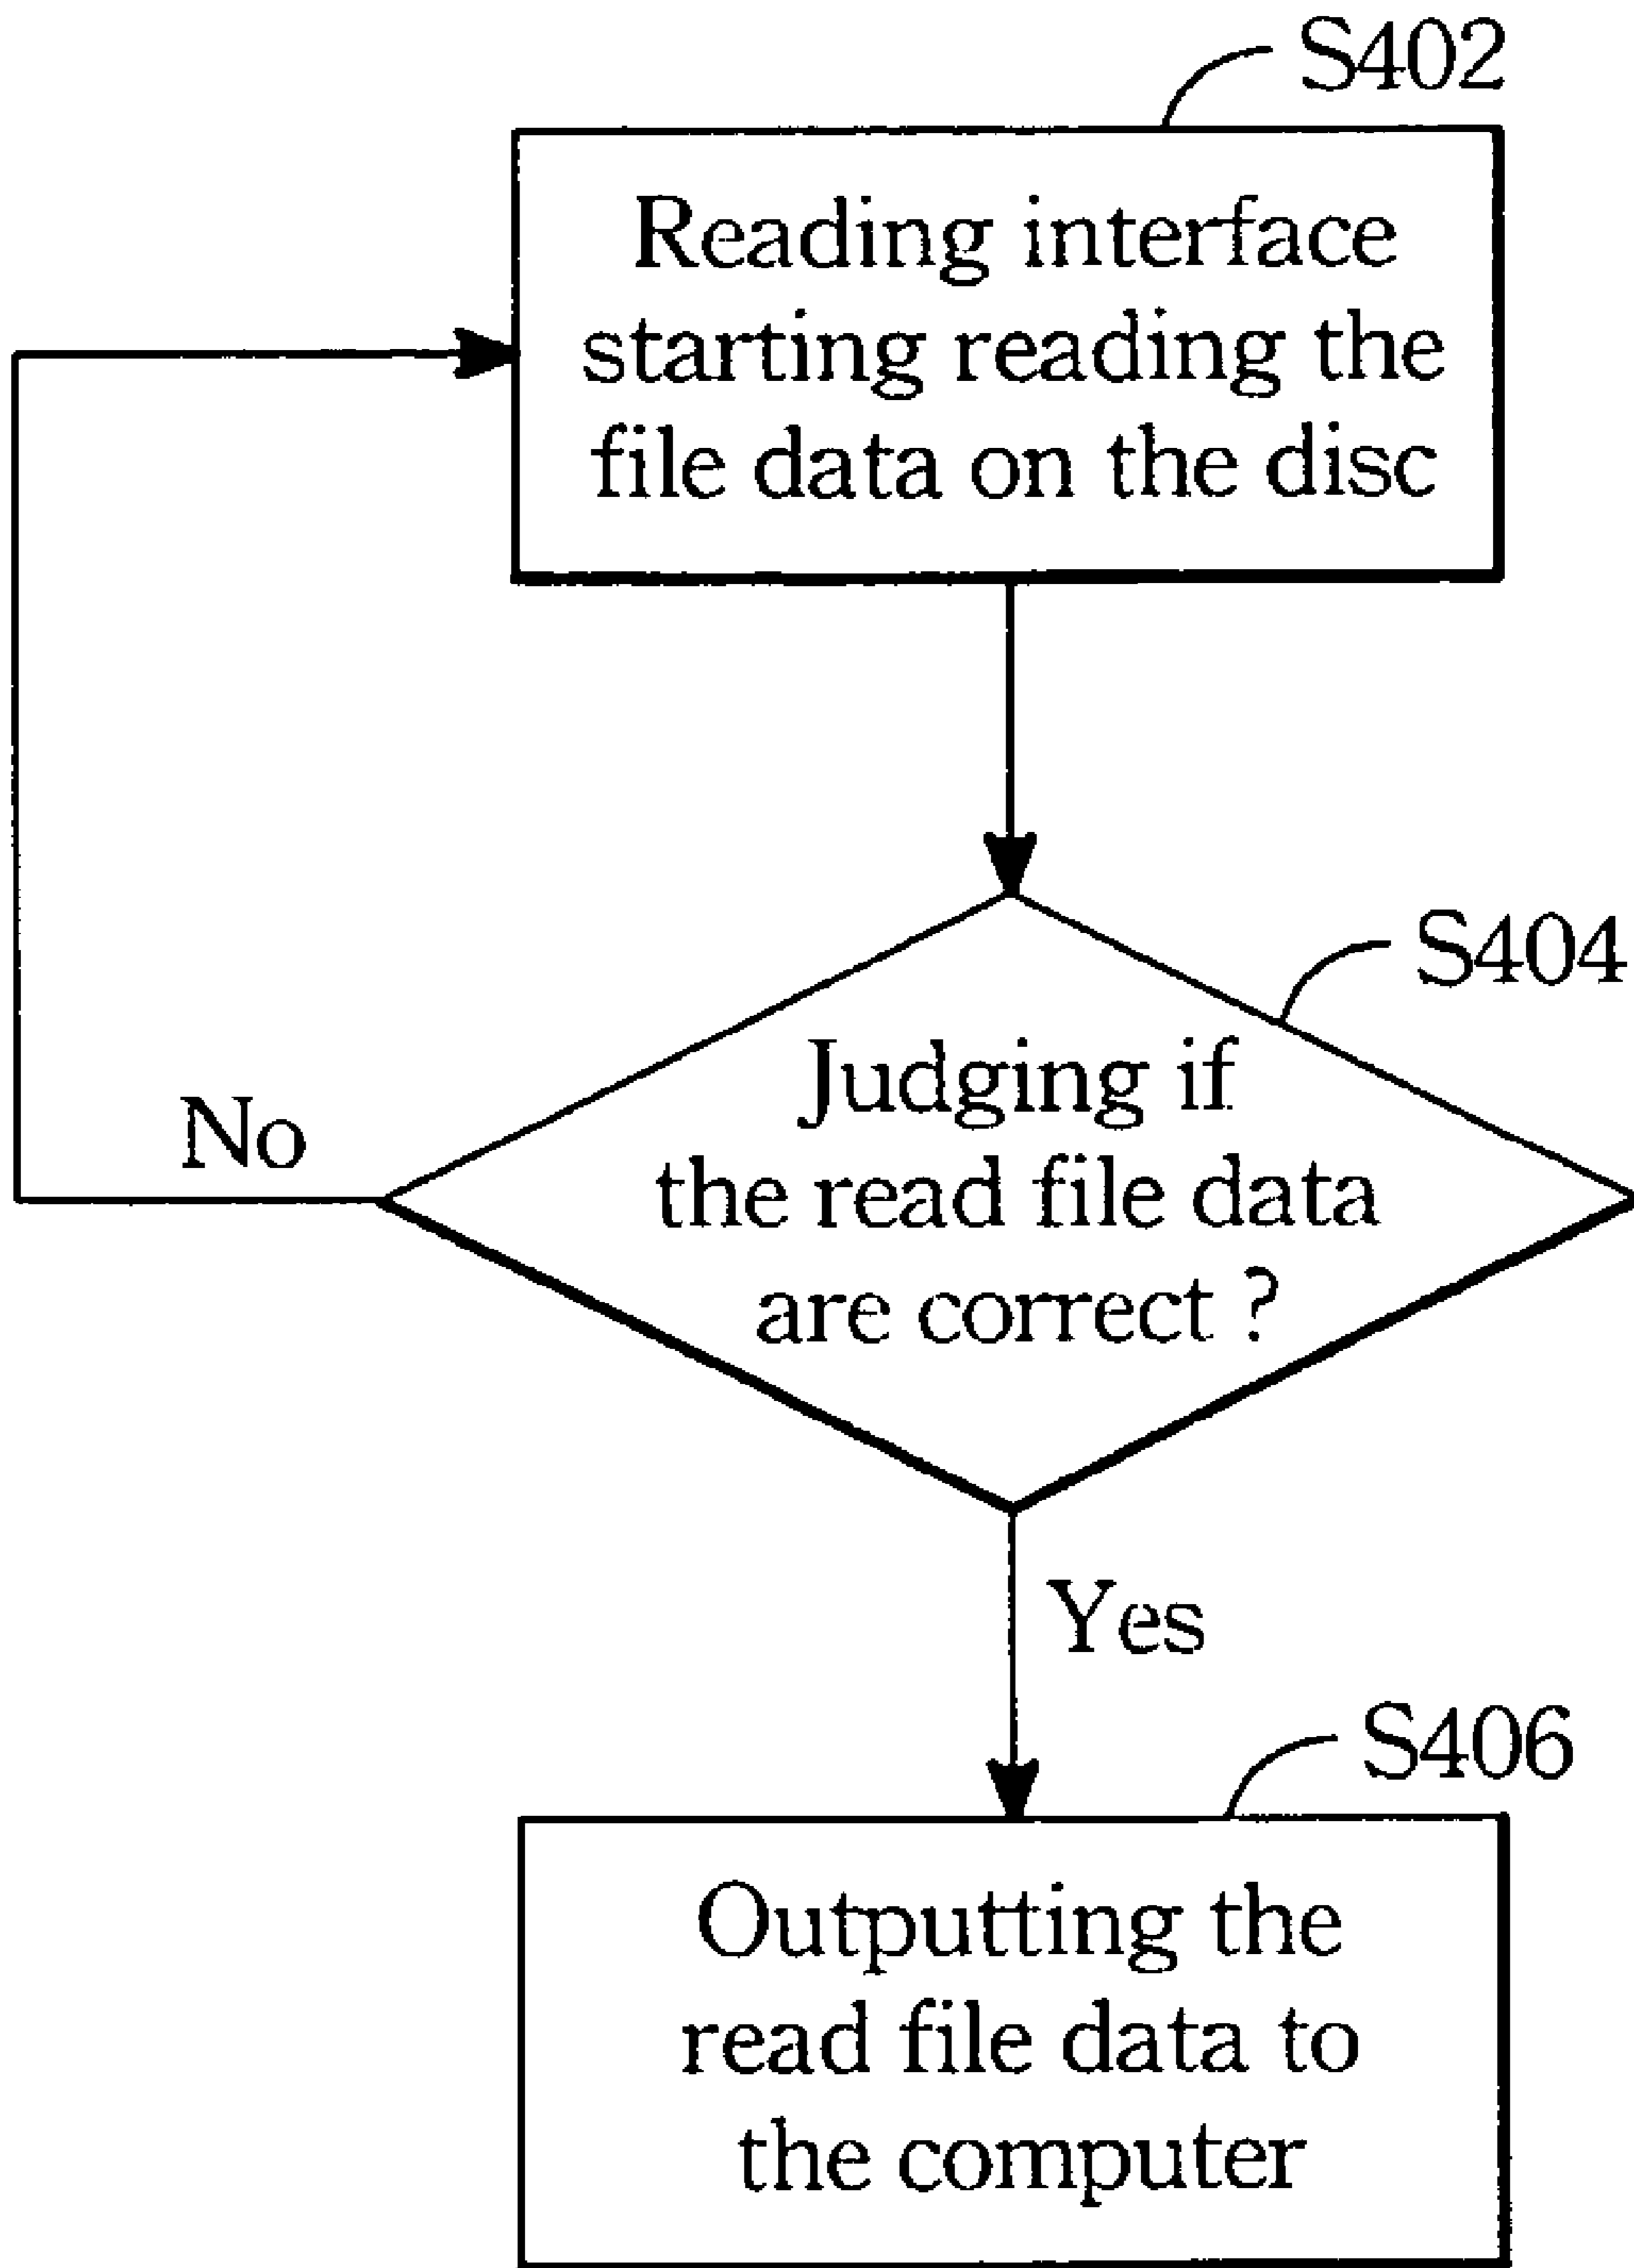 S402
Reading interface
starting reading the
file data on the disc
S404
Judging if
the read file data
are correct ?
No
Yes
S406
Outputting the
read file data to
the computer